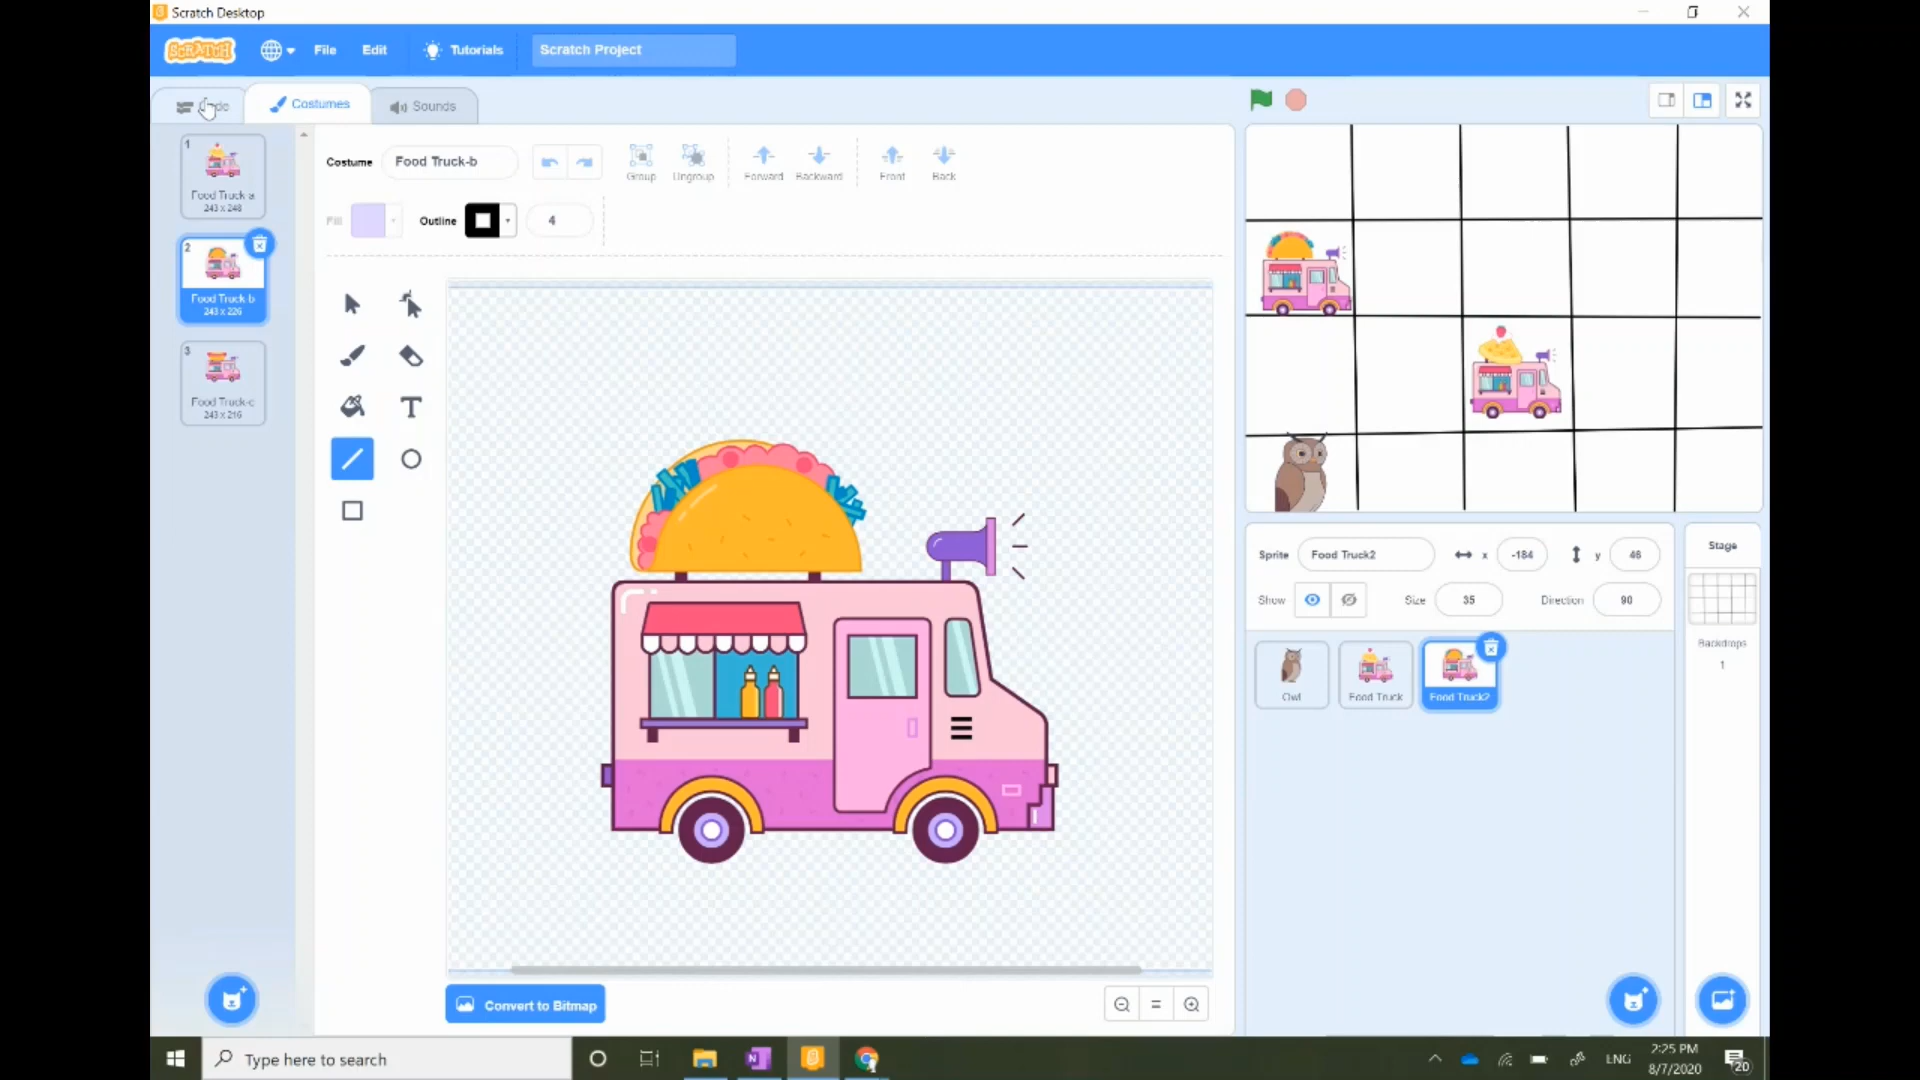 Scratch Desktop
SCRATCH
File
Edit
Tutorials
Scratch Project
Costumes
Sounds
1
Food Truck-a
243 x 248
2
Food Truck-b
243 x 226
3
Food Truck-c
243 x 216
Costume
Food Truck-b
Group
Ungroup
Forward
Backward
Front
Back
Fill
Outline
4
T
Convert to Bitmap
Sprite
Food Truck2
x
-184
y
46
Show
Size
35
Direction
90
Owl
Food Truck
Food Truck2
Stage
Backdrops
1
Type here to search
N
LNG
2:25 PM
8/7/2020
20